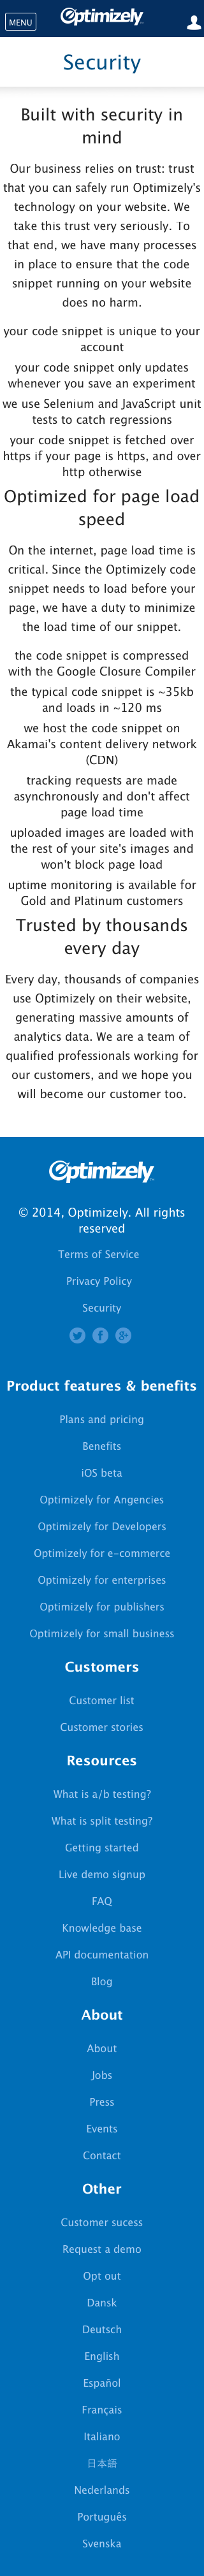 MENU
Optimizely
Security
Built with security in
mind
Our business relies on trust: trust
that you can safely run Optimizely's
technology on your website. We
take this trust very seriously. To
that end, we have many processes
in place to ensure that the code
snippet running on your website
does no harm.
your code snippet is unique to your
account
your code snippet only updates
whenever you save an experiment
we use Selenium and JavaScript unit
tests to catch regressions
your code snippet is fetched over
https if your page is https, and over
http otherwise
Optimized for page load
speed
On the internet, page load time is
critical. Since the Optimizely code
snippet needs to load before your
page, we have a duty to minimize
the load time of our snippet.
the code snippet is compressed
with the Google Closure Compiler
the typical code snippet is ~35kb
and loads in ~120 ms
we host the code snippet on
Akamai's content delivery network
(CDN)
tracking requests are made
asynchronously and don't affect
page load time
uploaded images are loaded with
the rest of your site's images and
won't block page load
uptime monitoring is available for
Gold and Platinum customers
Trusted by thousands
every day
Every day, thousands of companies
use Optimizely on their website,
generating massive amounts of
analytics data. We are a team of
qualified professionals working for
our customers, and we hope you
will become our customer too.
Optimizely
© 2014, Optimizely. All rights
reserved
Terms of Service
Privacy Policy
Security
Product features & benefits
Plans and pricing
Benefits
iOS beta
Optimizely for Angencies
Optimizely for Developers
Optimizely for e-commerce
Optimizely for enterprises
Optimizely for publishers
Optimizely for small business
Customers
Customer list
Customer stories
Resources
What is a/b testing?
What is split testing?
Getting started
Live demo signup
FAQ
Knowledge base
API documentation
Blog
About
About
Jobs
Press
Events
Contact
Other
Customer sucess
Request a demo
Opt out
Dansk
Deutsch
English
Español
Français
Italiano
日本語
Nederlands
Português
Svenska